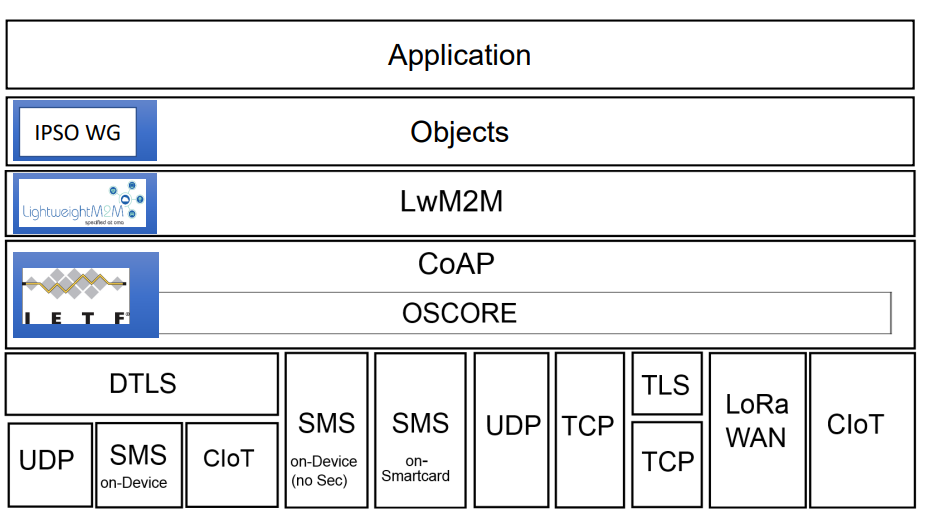 Application
IPSO WG
Objects
LightweightM2M
specified at oma
LwM2M
CoAP
IETF®
OSCORE
DTLS
UDP
SMS
on-Device
CIoT
SMS
on-Device
(no Sec)
SMS
on-
Smartcard
UDP
TCP
TLS
TCP
LoRa
WAN
CIoT